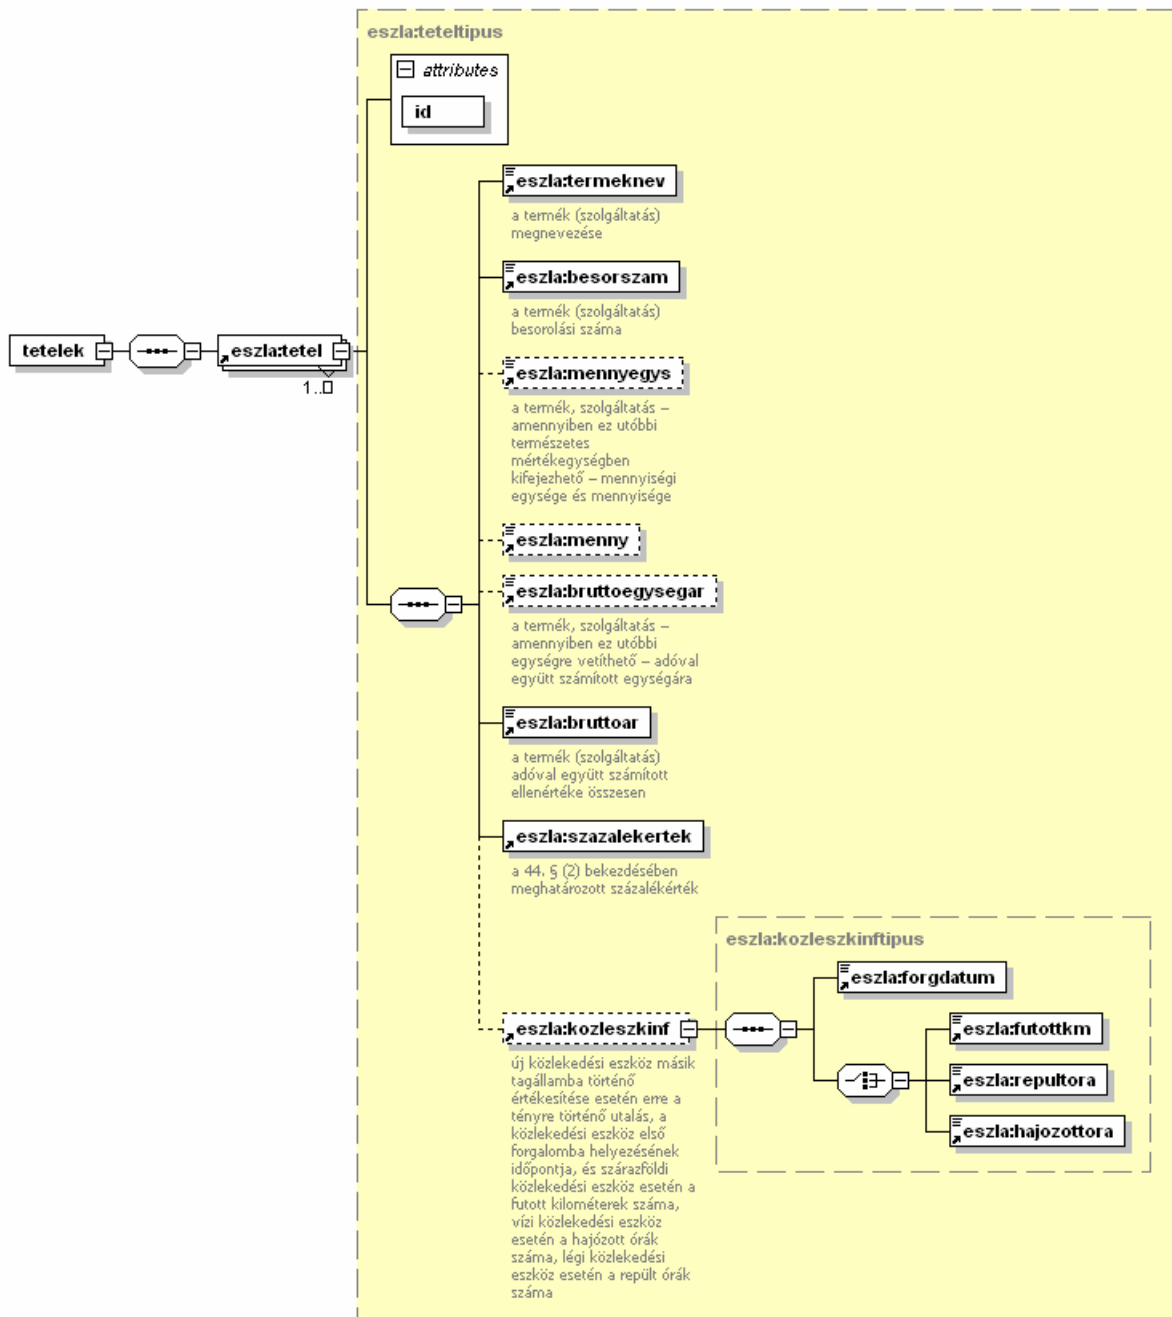 eszla:teteltipus
attributes
id
eszla:termeknev
a termék (szolgáltatás)
megnevezése
eszla:besorszam
a termék (szolgáltatás)
besorolási száma
tetelek
eszla:tetel
1..
eszla:mennyegys
a termék, szolgáltatás –
amennyiben ez utóbbi
természetes
mértékegységben
kifejezhető – mennyiségi
egysége és mennyisége
eszla:menny
eszla:bruttoegysegar
a termék, szolgáltatás –
amennyiben ez utóbbi
egységre vetíthető – adóval
együtt számított egységára
eszla:bruttoar
a termék (szolgáltatás)
adóval együtt számított
ellenértéke összesen
eszla:szazalekertek
a 44. § (2) bekezdésében
meghatározott százalékérték
eszla:kozleszkinftipus
eszla:forgdatum
eszla:kozleszkinf
eszla:futottkm
eszla:repultora
eszla:hajozottora
új közlekedési eszköz másik
tagállamba történő
értékesítése esetén erre a
tényre történő utalás, a
közlekedési eszköz első
forgalomba helyezésének
időpontja, és szárazföldi
közlekedési eszköz esetén a
futott kilométerek száma,
vízi közlekedési eszköz
esetén a hajózott órák
száma, légi közlekedési
eszköz esetén a repült órák
száma